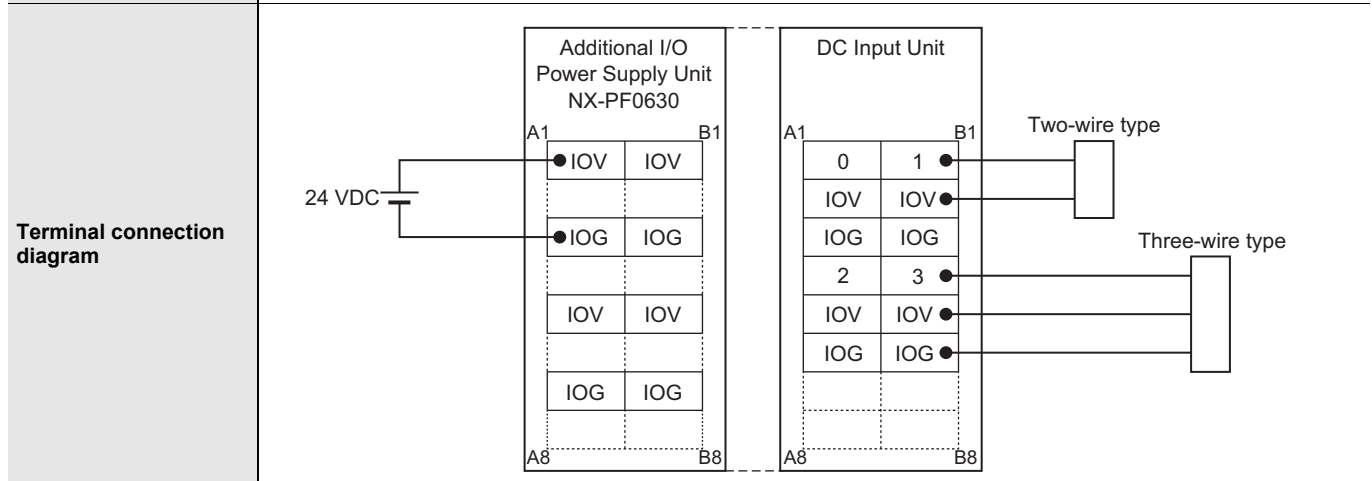 Terminal connection
diagram
Additional I/O
Power Supply Unit
NX-PF0630
A1 B1
IOV IOV
IOG IOG
IOV IOV
IOG IOG
A8 B8
24 VDC
DC Input Unit
A1 B1
0 1
IOV IOV
IOG IOG
2 3
IOV IOV
IOG IOG
A8 B8
Two-wire type
Three-wire type